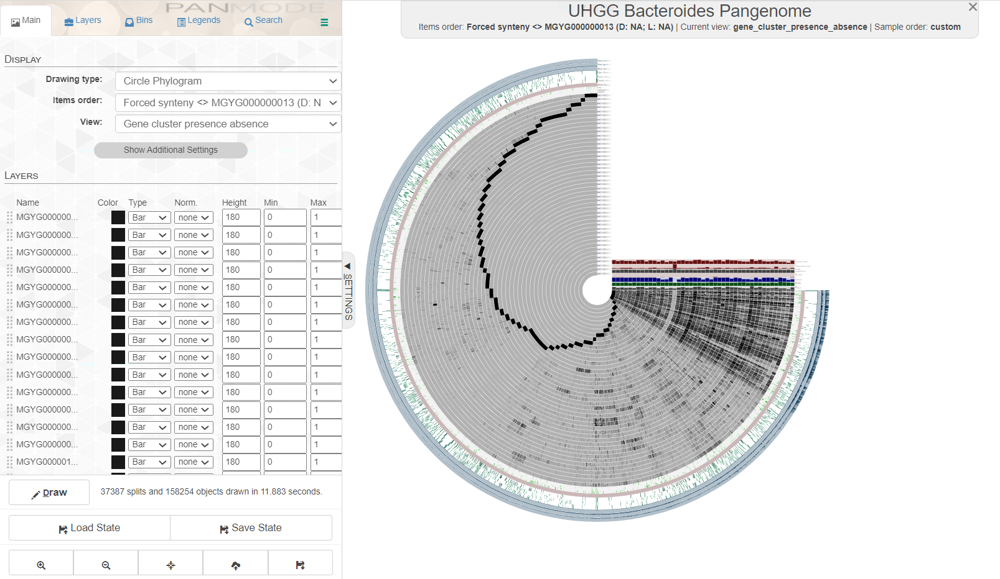 PANMODE
Main
Layers
Bins
Legends
Search
UHGG Bacteroides Pangenome
Items order: Forced synteny <> MGYG000000013 (D: NA; L: NA) | Current view: gene_cluster_presence_absence | Sample order: custom
DISPLAY
Drawing type: Circle Phylogram
Items order: Forced synteny <> MGYG000000013 (D: N
View: Gene cluster presence absence
Show Additional Settings
LAYERS
Name Color Type Norm. Height Min Max
MGYG000000... Bar none 180 0 1
MGYG000000... Bar none 180 0 1
MGYG000000... Bar none 180 0 1
MGYG000000... Bar none 180 0 1
MGYG000000... Bar none 180 0 1
MGYG000000... Bar none 180 0 1
MGYG000000... Bar none 180 0 1
MGYG000000... Bar none 180 0 1
MGYG000000... Bar none 180 0 1
MGYG000000... Bar none 180 0 1
MGYG000000... Bar none 180 0 1
MGYG000000... Bar none 180 0 1
MGYG000000... Bar none 180 0 1
MGYG000000... Bar none 180 0 1
MGYG000001... Bar none 180 0 1
◀ SETTINGS
Draw
37387 splits and 158254 objects drawn in 11.883 seconds.
Load State
Save State